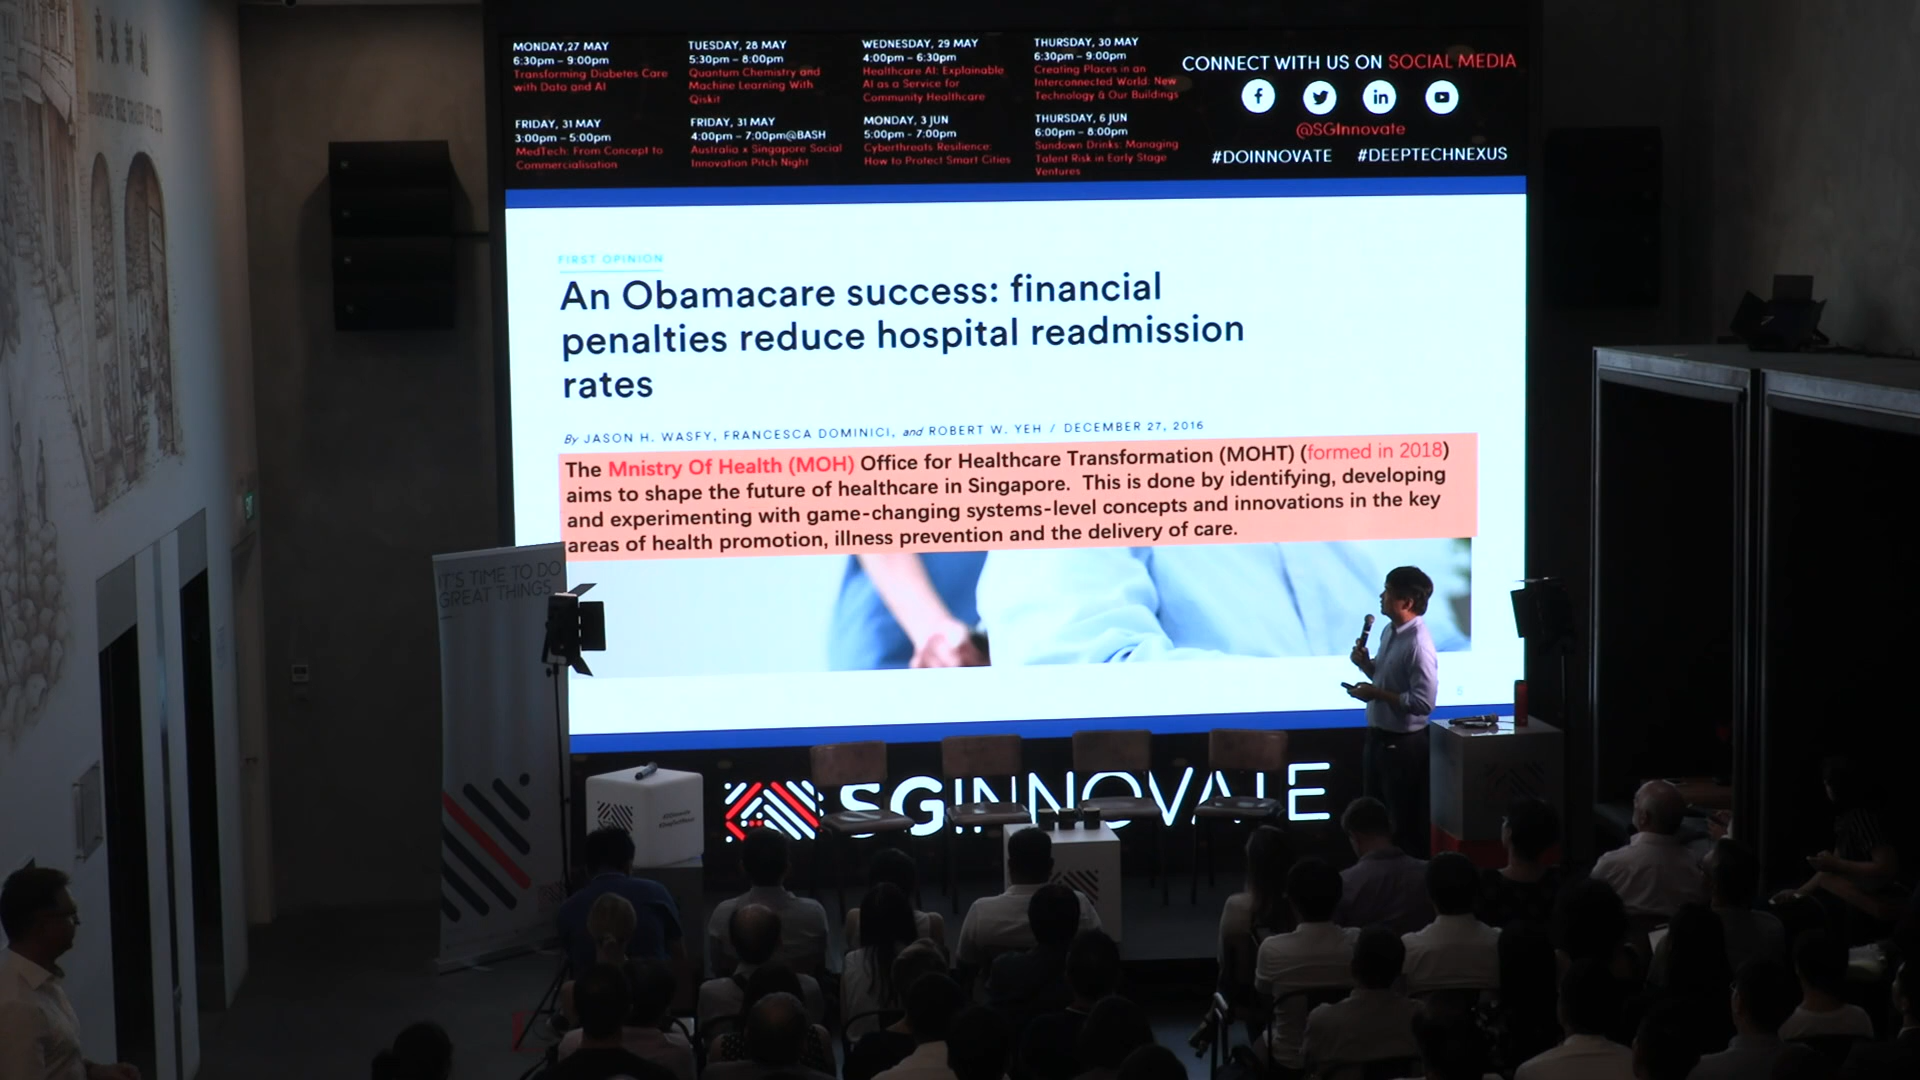 MONDAY, 27 MAY
6:30pm – 9:00pm
Transforming Diabetes Care
with Data and AI
TUESDAY, 28 MAY
5:30pm – 8:00pm
Quantum Chemistry and
Machine Learning With
Qiskit
WEDNESDAY, 29 MAY
4:00pm – 6:30pm
Healthcare AI: Explainable
AI as a Service for
Community Healthcare
THURSDAY, 30 MAY
6:30pm – 9:00pm
Creating Places in an
Interconnected World: New
Technology & Our Buildings
FRIDAY, 31 MAY
3:00pm – 5:00pm
MedTech: From Concept to
Commercialisation
FRIDAY, 31 MAY
4:00pm – 7:00pm@BASH
Australia x Singapore Social
Innovation Pitch Night
MONDAY, 3 JUN
5:00pm - 7:00pm
Cyberthreats Resilience:
How to Protect Smart Cities
THURSDAY, 6 JUN
6:00pm – 8:00pm
Sundown Drinks: Managing
Talent Risk in Early Stage
Ventures
CONNECT WITH US ON SOCIAL MEDIA
@SGInnovate
#DOINNOVATE #DEEPTECHNEXUS
FIRST OPINION
An Obamacare success: financial
penalties reduce hospital readmission
rates
By JASON H. WASFY, FRANCESCA DOMINICI, and ROBERT W. YEH / DECEMBER 27, 2016
The Mnistry Of Health (MOH) Office for Healthcare Transformation (MOHT) (formed in 2018)
aims to shape the future of healthcare in Singapore. This is done by identifying, developing
and experimenting with game-changing systems-level concepts and innovations in the key
areas of health promotion, illness prevention and the delivery of care.
5
IT'S TIME TO DO
GREAT THINGS
SGINNOVATE